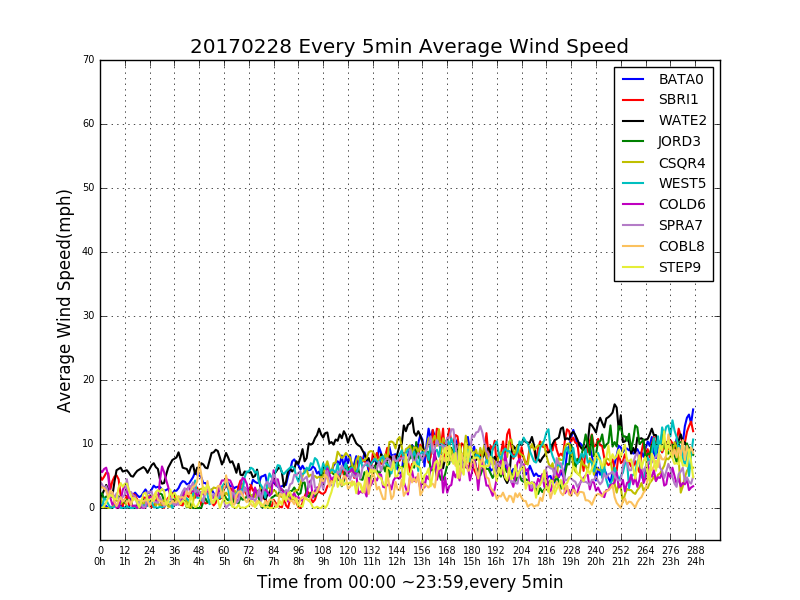 20170228 Every 5min Average Wind Speed
70
60
50
40
30
20
10
0
Average Wind Speed(mph)
BATA0
SBRI1
WATE2
JORD3
CSQR4
WEST5
COLD6
SPRA7
COBL8
STEP9
0 12 24 36 48 60 72 84 96 108 120 132 144 156 168 180 192 204 216 228 240 252 264 276 288
0h 1h 2h 3h 4h 5h 6h 7h 8h 9h 10h 11h 12h 13h 14h 15h 16h 17h 18h 19h 20h 21h 22h 23h 24h
Time from 00:00 ~23:59,every 5min